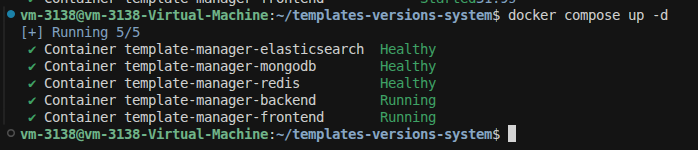 vm-3138@vm-3138-Virtual-Machine:~/templates-versions-system$ docker compose up -d
[+] Running 5/5
✔ Container template-manager-elasticsearch Healthy
✔ Container template-manager-mongodb Healthy
✔ Container template-manager-redis Healthy
✔ Container template-manager-backend Running
✔ Container template-manager-frontend Running
vm-3138@vm-3138-Virtual-Machine:~/templates-versions-system$